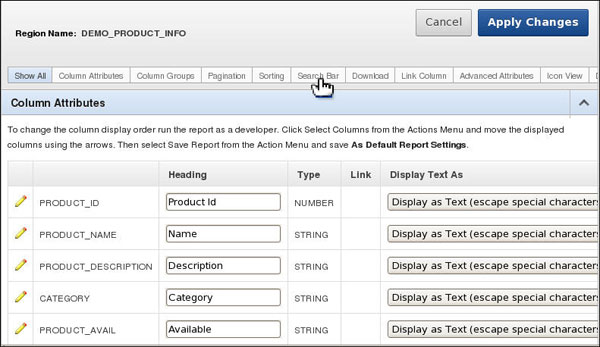 Cancel Apply Changes
Region Name: DEMO_PRODUCT_INFO
Show All Column Attributes Column Groups Pagination Sorting Search Bar Download Link Column Advanced Attributes Icon View
Column Attributes
To change the column display order run the report as a developer. Click Select Columns from the Actions Menu and move the displayed
columns using the arrows. Then select Save Report from the Action Menu and save As Default Report Settings.
Heading Type Link Display Text As
PRODUCT_ID Product Id NUMBER Display as Text (escape special characters
PRODUCT_NAME Name STRING Display as Text (escape special characters
PRODUCT_DESCRIPTION Description STRING Display as Text (escape special characters
CATEGORY Category STRING Display as Text (escape special characters
PRODUCT_AVAIL Available STRING Display as Text (escape special characters